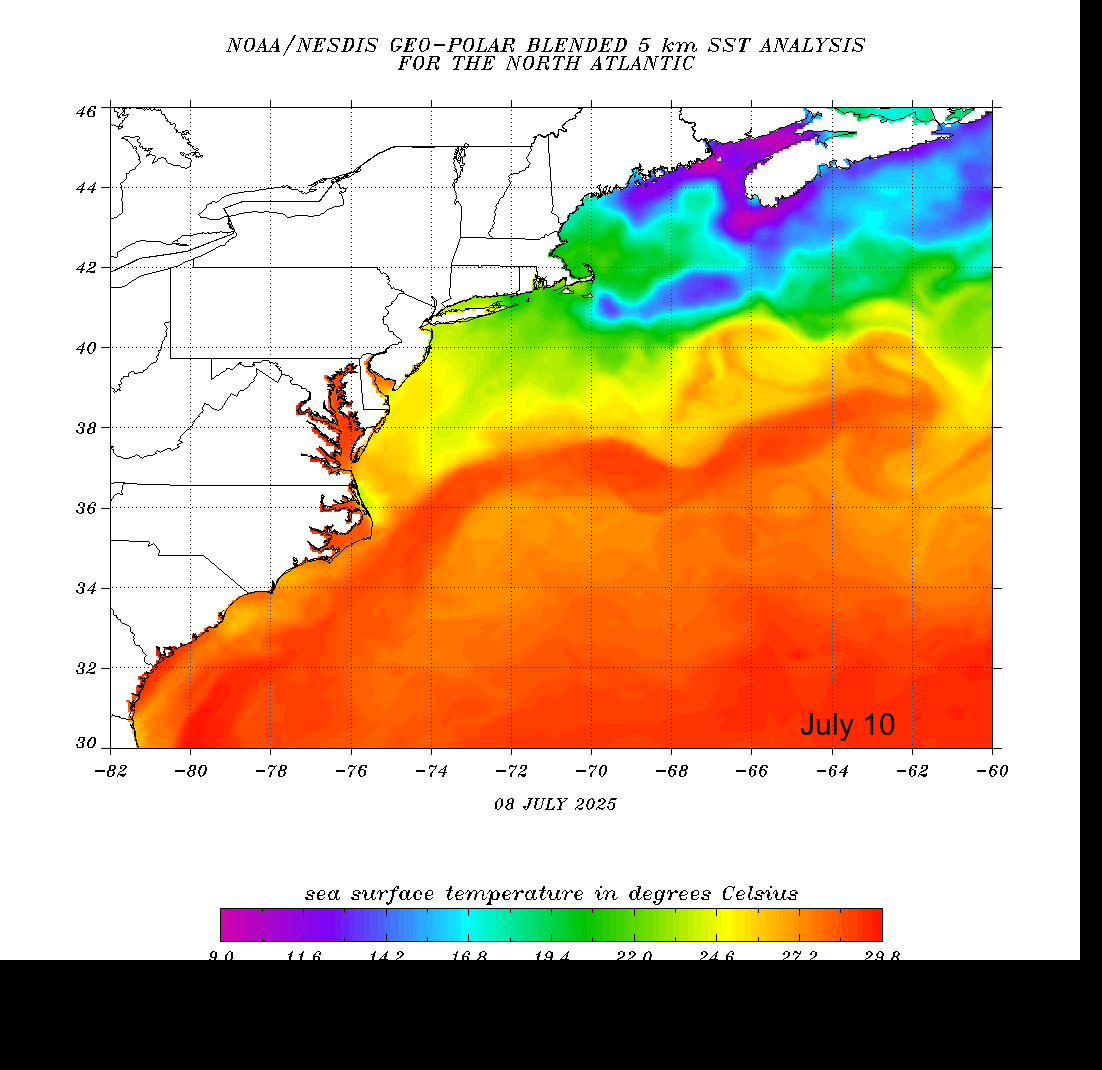 NOAA/NESDIS GEO-POLAR BLENDED 5 km SST ANALYSIS
FOR THE NORTH ATLANTIC
46
44
42
40
38
36
34
32
30
July 10
-82 -80 -78 -76 -74 -72 -70 -68 -66 -64 -62 -60
08 JULY 2025
sea surface temperature in degrees Celsius
9.0 11.6 14.2 16.8 19.4 22.0 24.6 27.2 29.8